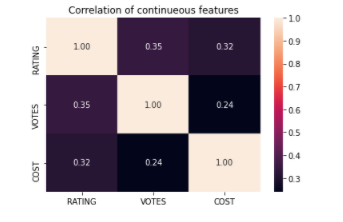 Correlation of continueous features
RATING
1.00 0.35 0.32
VOTES
0.35 1.00 0.24
COST
0.32 0.24 1.00
RATING VOTES COST
1.0
0.9
0.8
0.7
0.6
0.5
0.4
0.3